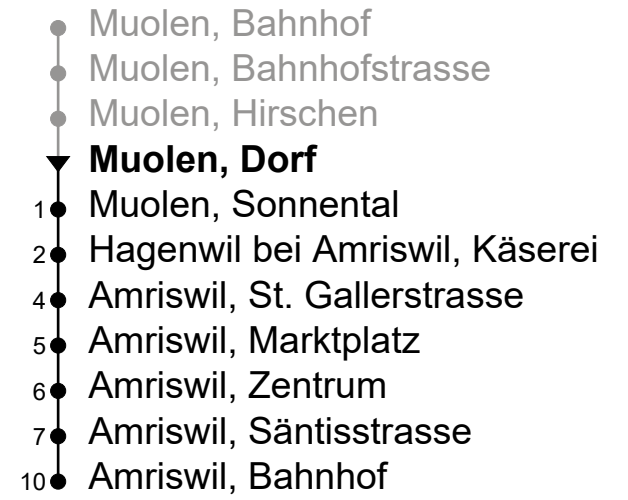 Muolen, Bahnhof
Muolen, Bahnhofstrasse
Muolen, Hirschen
Muolen, Dorf
1 Muolen, Sonnental
2 Hagenwil bei Amriswil, Käserei
4 Amriswil, St. Gallerstrasse
5 Amriswil, Marktplatz
6 Amriswil, Zentrum
7 Amriswil, Säntisstrasse
10 Amriswil, Bahnhof